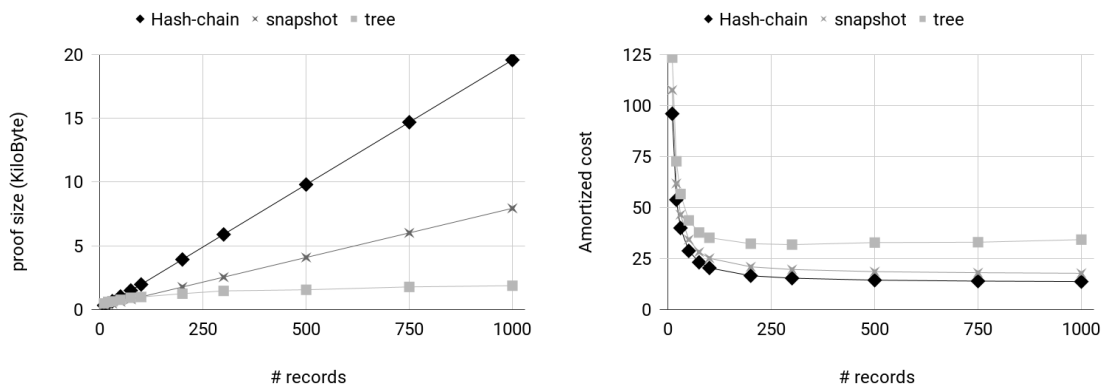 Hash-chain snapshot tree
20
15
10
5
0
proof size (KiloByte)
0 250 500 750 1000
# records
Hash-chain snapshot tree
125
100
75
50
25
0
Amortized cost
0 250 500 750 1000
# records